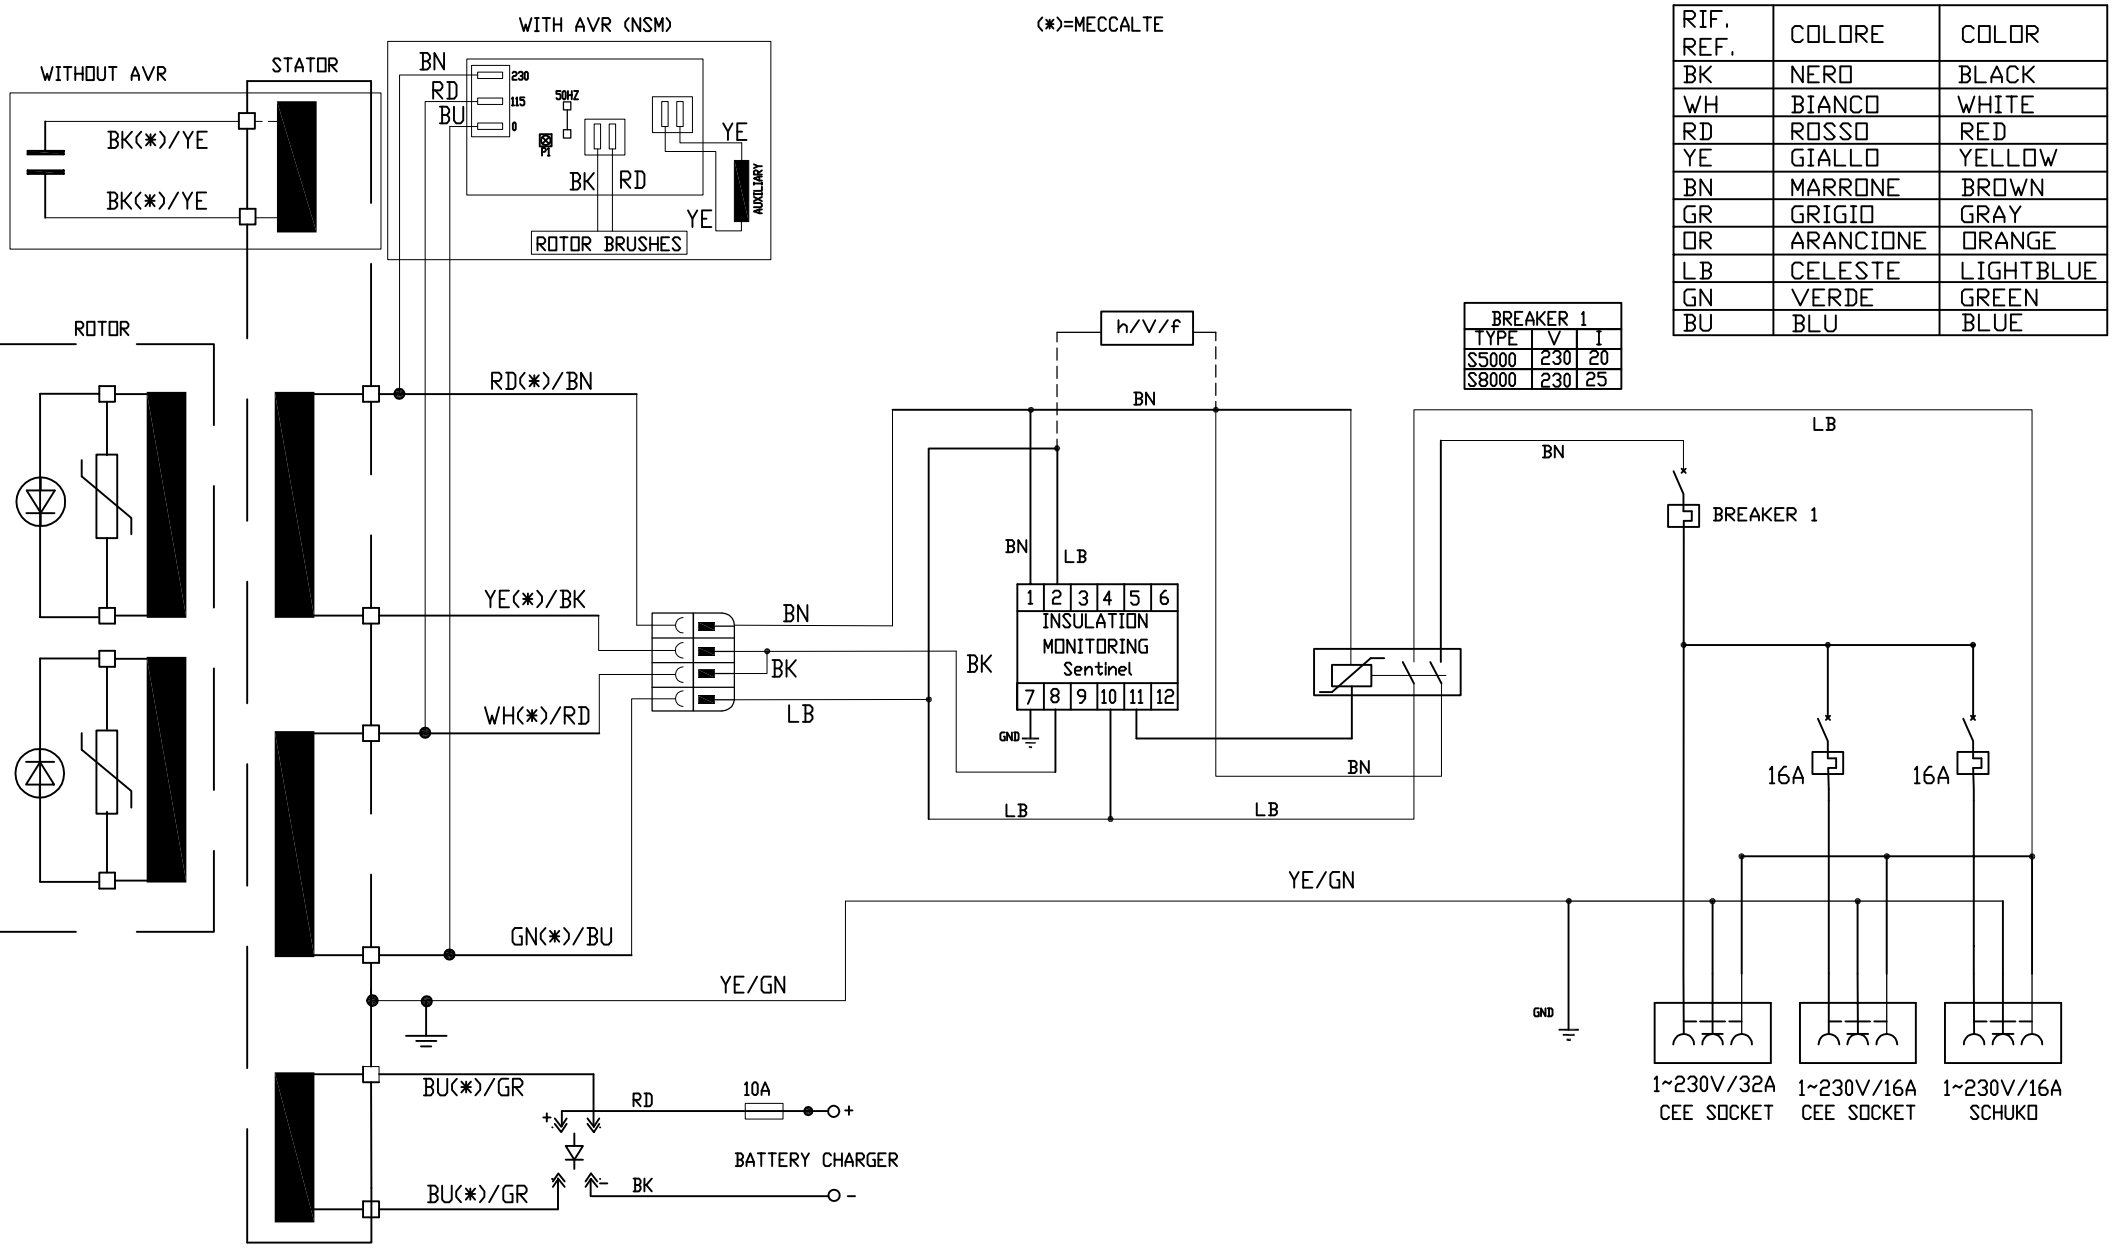 WITH AVR (NSM)
(*)=MECCALTE
RIF. REF. COLORE COLOR
BK NERO BLACK
WH BIANCO WHITE
RD ROSSO RED
YE GIALLO YELLOW
BN MARRONE BROWN
GR GRIGIO GRAY
OR ARANCIONE ORANGE
LB CELESTE LIGHTBLUE
GN VERDE GREEN
BU BLU BLUE
WITHOUT AVR
STATOR
BK(*)/YE
BK(*)/YE
BN
RD
BU
230
115
0
50HZ
P1
BK
RD
YE
YE
AUXILIARY
ROTOR BRUSHES
ROTOR
RD(*)/BN
YE(*)/BK
WH(*)/RD
GN(*)/BU
YE/GN
BN
BK
LB
BK
h/V/f
BN
BN
LB
1 2 3 4 5 6
INSULATION
MONITORING
Sentinel
7 8 9 10 11 12
GND
LB
LB
BN
BREAKER 1
TYPE V I
S5000 230 20
S8000 230 25
LB
BN
BREAKER 1
16A
16A
YE/GN
GND
1~230V/32A
CEE SOCKET
1~230V/16A
CEE SOCKET
1~230V/16A
SCHUKO
BU(*)/GR
BU(*)/GR
+
-
RD
10A
+
BATTERY CHARGER
BK
-